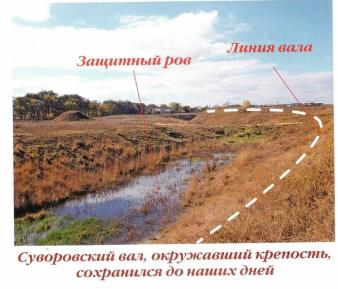 Линия вала
Защитный ров
Суворовский вал, окружавший крепость,
сохранился до наших дней